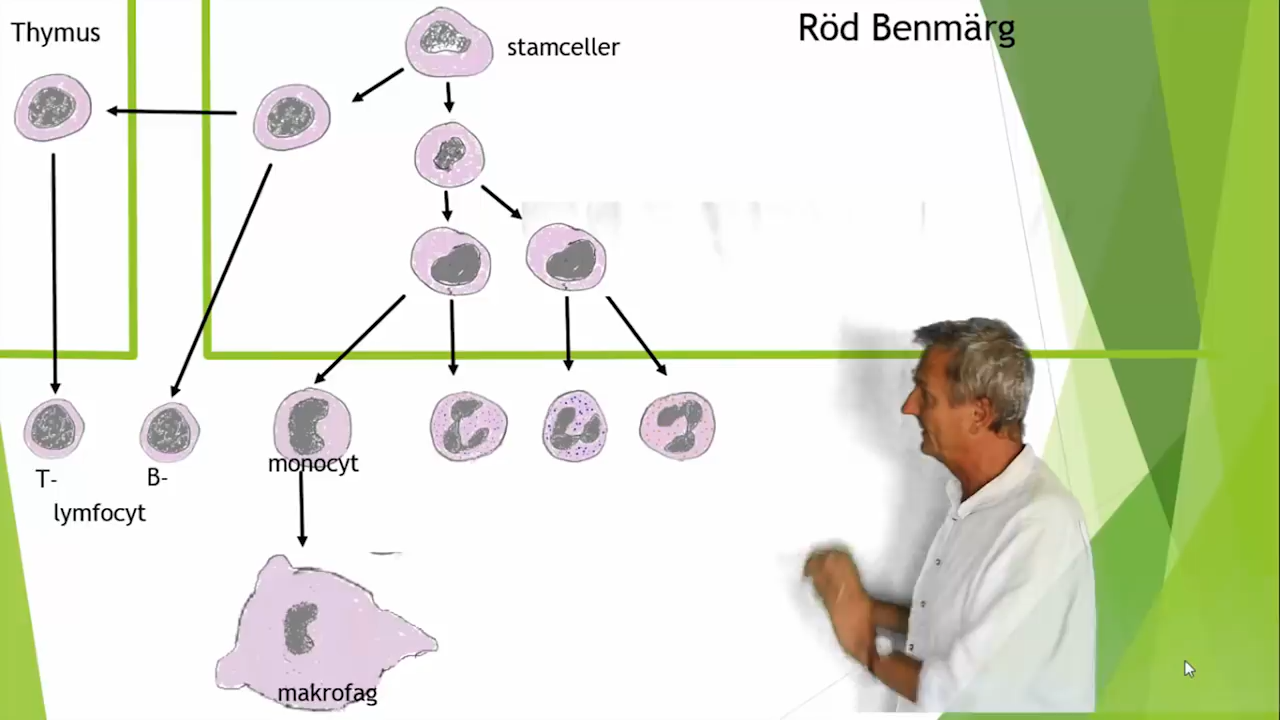 Thymus
stamceller
Röd Benmärg
monocyt
T-
B-
lymfocyt
makrofag